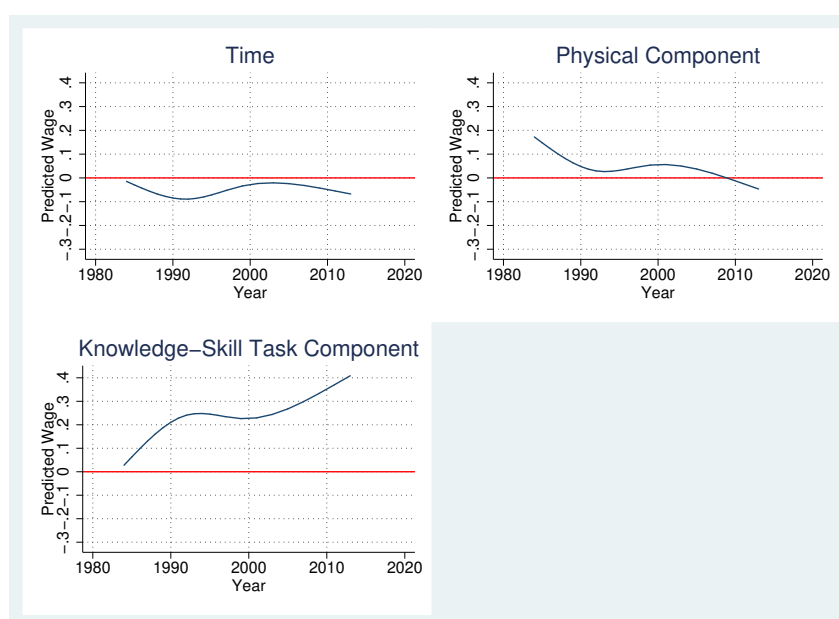 Time
Physical Component
.4
.3
.2
.1
0
−.1
−.2
−.3
Predicted Wage
1980 1990 2000 2010 2020
Year
.4
.3
.2
.1
0
−.1
−.2
−.3
Predicted Wage
1980 1990 2000 2010 2020
Year
Knowledge−Skill Task Component
.4
.3
.2
.1
0
−.1
−.2
−.3
Predicted Wage
1980 1990 2000 2010 2020
Year